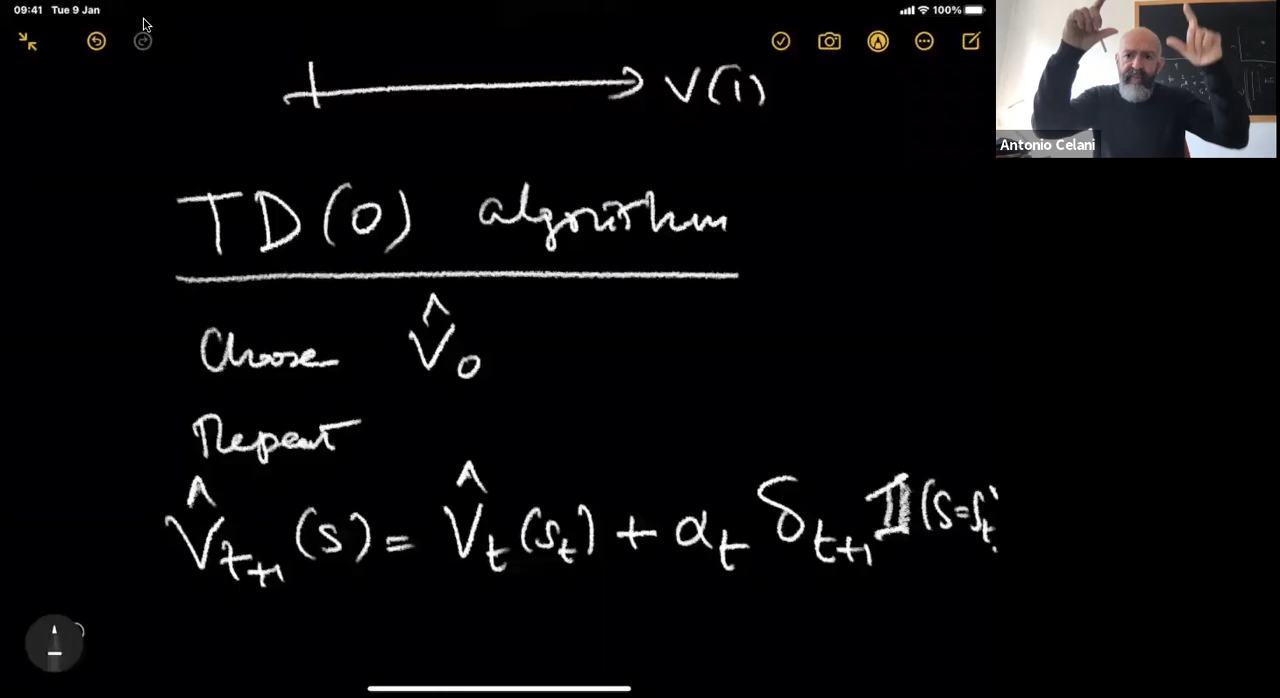 09:41 Tue 9 Jan
100%
Antonio Celani
V(1)
TD(0) algorithm
Choose V̂₀
Repeat
V̂ₜ₊₁(s) = V̂ₜ(sₜ) + αₜ δₜ₊₁ 𝕀(s=sₜ)